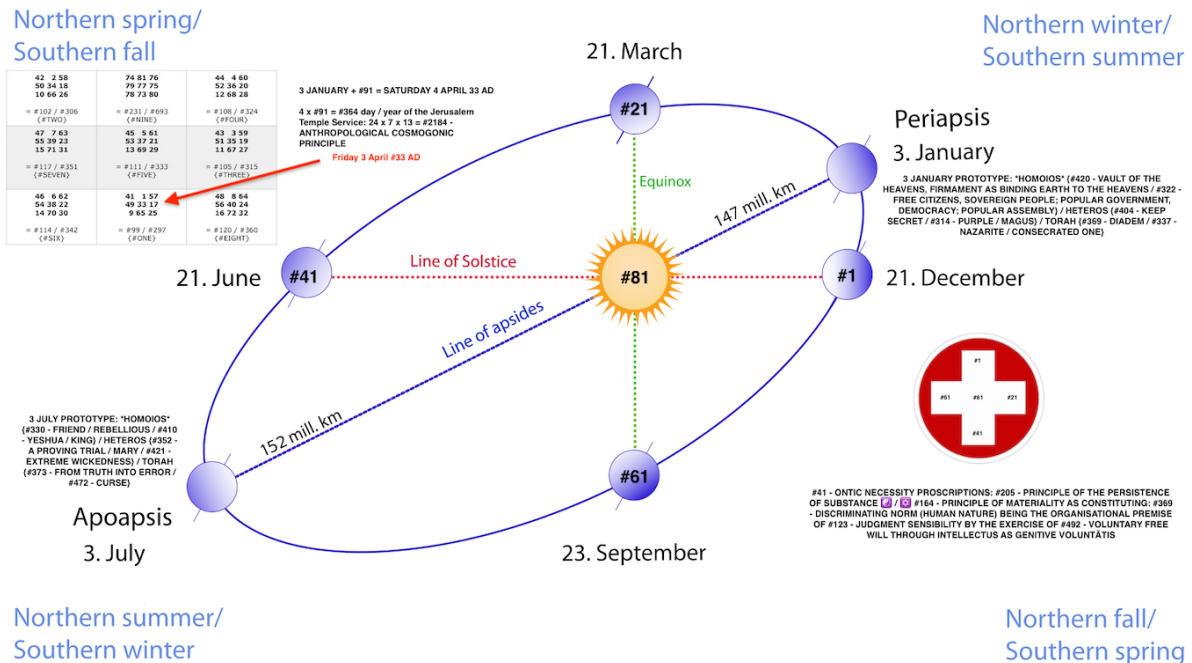 Northern spring/
Southern fall
Northern winter/
Southern summer
21. March
42 2 58
50 34 18
10 66 26
= #102 / #306
{#TWO}
74 81 76
79 77 75
78 73 80
= #231 / #693
{#NINE}
44 4 60
52 36 20
12 68 28
= #108 / #324
{#FOUR}
47 7 63
55 39 23
15 71 31
= #117 / #351
{#SEVEN}
45 5 61
53 37 21
13 69 29
= #111 / #333
{#FIVE}
43 3 59
51 35 19
11 67 27
= #105 / #315
{#THREE}
46 6 62
54 38 22
14 70 30
= #114 / #342
{#SIX}
41 1 57
49 33 17
9 65 25
= #99 / #297
{#ONE}
48 8 64
56 40 24
16 72 32
= #120 / #360
{#EIGHT}
3 JANUARY + #91 = SATURDAY 4 APRIL 33 AD
4 x #91 = #364 day / year of the Jerusalem
Temple Service: 24 x 7 x 13 = #2184 -
ANTHROPOLOGICAL COSMOGONIC
PRINCIPLE
Friday 3 April #33 AD
#21
Periapsis
3. January
3 JANUARY PROTOTYPE: *HOMOIOS* {#420 - VAULT OF THE
HEAVENS, FIRMAMENT AS BINDING EARTH TO THE HEAVENS / #322 -
FREE CITIZENS, SOVEREIGN PEOPLE; POPULAR GOVERNMENT,
DEMOCRACY; POPULAR ASSEMBLY} / HETEROS {#404 - KEEP
SECRET / #314 - PURPLE / MAGUS} / TORAH {#369 - DIADEM / #337 -
NAZARITE / CONSECRATED ONE}
Equinox
147 mill. km
21. June
#41
Line of Solstice
#81
#1
21. December
Line of apsides
#1
#61
#81
#21
#41
3 JULY PROTOTYPE: *HOMOIOS*
{#330 - FRIEND / REBELLIOUS / #410
- YESHUA / KING} / HETEROS {#352 -
A PROVING TRIAL / MARY / #421 -
EXTREME WICKEDNESS} / TORAH
{#373 - FROM TRUTH INTO ERROR /
#472 - CURSE}
152 mill. km
#61
Apoapsis
3. July
23. September
#41 - ONTIC NECESSITY PROSCRIPTIONS: #205 - PRINCIPLE OF THE PERSISTENCE
OF SUBSTANCE ☪️ / ✡️ #164 - PRINCIPLE OF MATERIALITY AS CONSTITUTING: #369
- DISCRIMINATING NORM (HUMAN NATURE) BEING THE ORGANISATIONAL PREMISE
OF #123 - JUDGMENT SENSIBILITY BY THE EXERCISE OF #492 - VOLUNTARY FREE
WILL THROUGH INTELLECTUS AS GENITIVE VOLUNTĀTIS
Northern summer/
Southern winter
Northern fall/
Southern spring